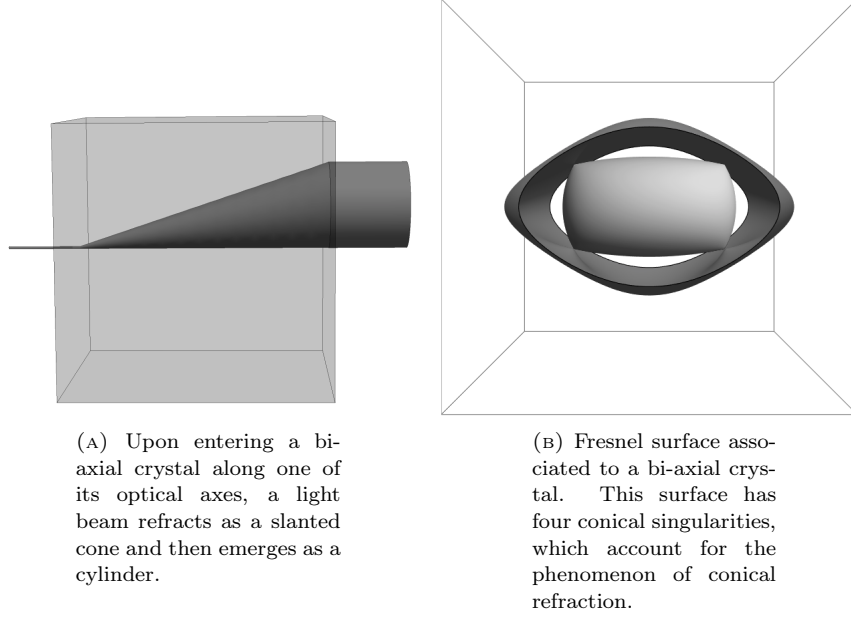 (A) Upon entering a bi-
axial crystal along one of
its optical axes, a light
beam refracts as a slanted
cone and then emerges as a
cylinder.
(B) Fresnel surface asso-
ciated to a bi-axial crys-
tal. This surface has
four conical singularities,
which account for the
phenomenon of conical
refraction.